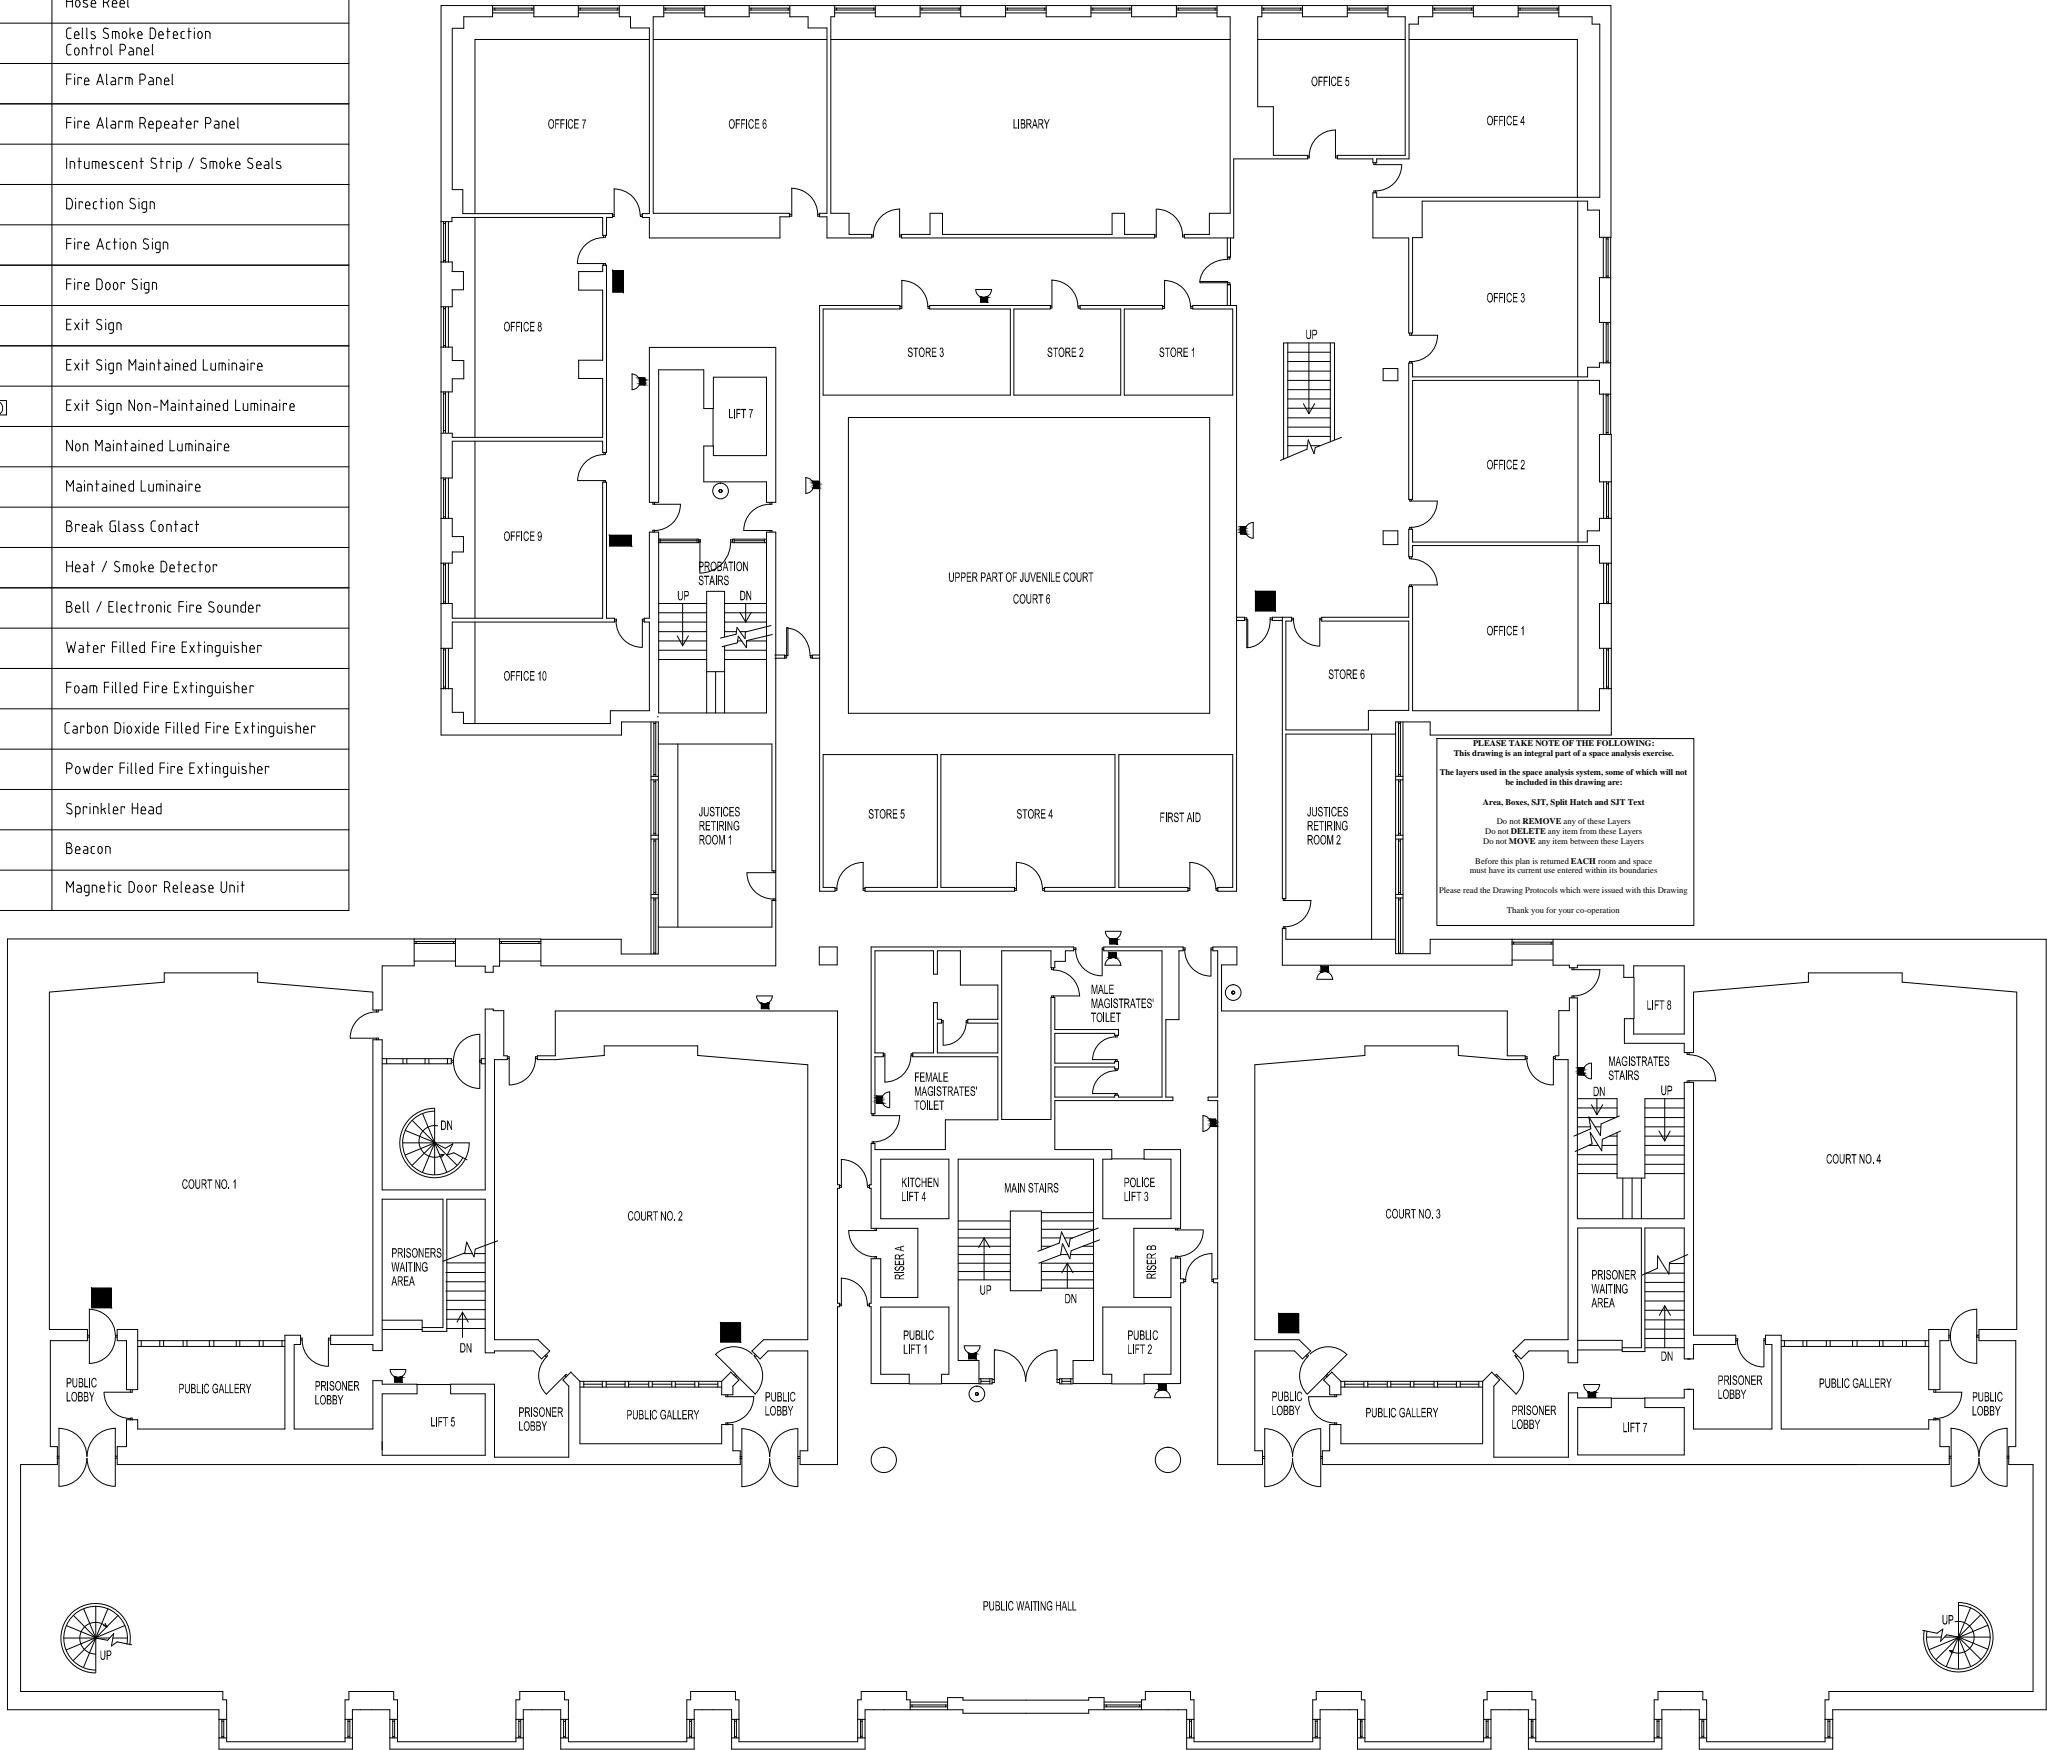 Hose Reel
Cells Smoke Detection
Control Panel
Fire Alarm Panel
Fire Alarm Repeater Panel
Intumescent Strip / Smoke Seals
Direction Sign
Fire Action Sign
Fire Door Sign
Exit Sign
Exit Sign Maintained Luminaire
Exit Sign Non-Maintained Luminaire
Non Maintained Luminaire
Maintained Luminaire
Break Glass Contact
Heat / Smoke Detector
Bell / Electronic Fire Sounder
Water Filled Fire Extinguisher
Foam Filled Fire Extinguisher
Carbon Dioxide Filled Fire Extinguisher
Powder Filled Fire Extinguisher
Sprinkler Head
Beacon
Magnetic Door Release Unit
OFFICE 7
OFFICE 6
LIBRARY
OFFICE 5
OFFICE 4
OFFICE 8
STORE 3
STORE 2
STORE 1
UP
OFFICE 3
LIFT 7
OFFICE 2
OFFICE 9
PROBATION
STAIRS
UP
DN
UPPER PART OF JUVENILE COURT
COURT 6
OFFICE 1
OFFICE 10
STORE 6
PLEASE TAKE NOTE OF THE FOLLOWING:
This drawing is an integral part of a space analysis exercise.
The layers used in the space analysis system, some of which will not
be included in this drawing are:
Area, Boxes, SJT, Split Hatch and SJT Text
Do not REMOVE any of these Layers
Do not DELETE any item from these Layers
Do not MOVE any item between these Layers
Before this plan is returned EACH room and space
must have its current use entered within its boundaries
Please read the Drawing Protocols which were issued with this Drawing
Thank you for your co-operation
JUSTICES
RETIRING
ROOM 1
STORE 5
STORE 4
FIRST AID
JUSTICES
RETIRING
ROOM 2
MALE
MAGISTRATES'
TOILET
LIFT 8
FEMALE
MAGISTRATES'
TOILET
MAGISTRATES
STAIRS
DN
UP
DN
COURT NO. 1
COURT NO. 2
KITCHEN
LIFT 4
MAIN STAIRS
POLICE
LIFT 3
COURT NO. 3
COURT NO. 4
PRISONERS
WAITING
AREA
DN
RISER A
UP
DN
RISER B
PRISONER
WAITING
AREA
DN
PUBLIC
LIFT 1
PUBLIC
LIFT 2
PUBLIC
LOBBY
PUBLIC GALLERY
PRISONER
LOBBY
LIFT 5
PRISONER
LOBBY
PUBLIC GALLERY
PUBLIC
LOBBY
PUBLIC
LOBBY
PUBLIC GALLERY
PRISONER
LOBBY
LIFT 7
PRISONER
LOBBY
PUBLIC GALLERY
PUBLIC
LOBBY
PUBLIC WAITING HALL
UP
UP